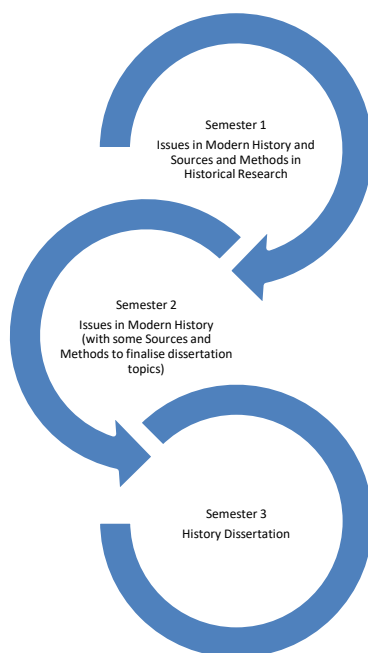 Semester 1
Issues in Modern History and
Sources and Methods in
Historical Research
Semester 2
Issues in Modern History
(with some Sources and
Methods to finalise dissertation
topics)
Semester 3
History Dissertation